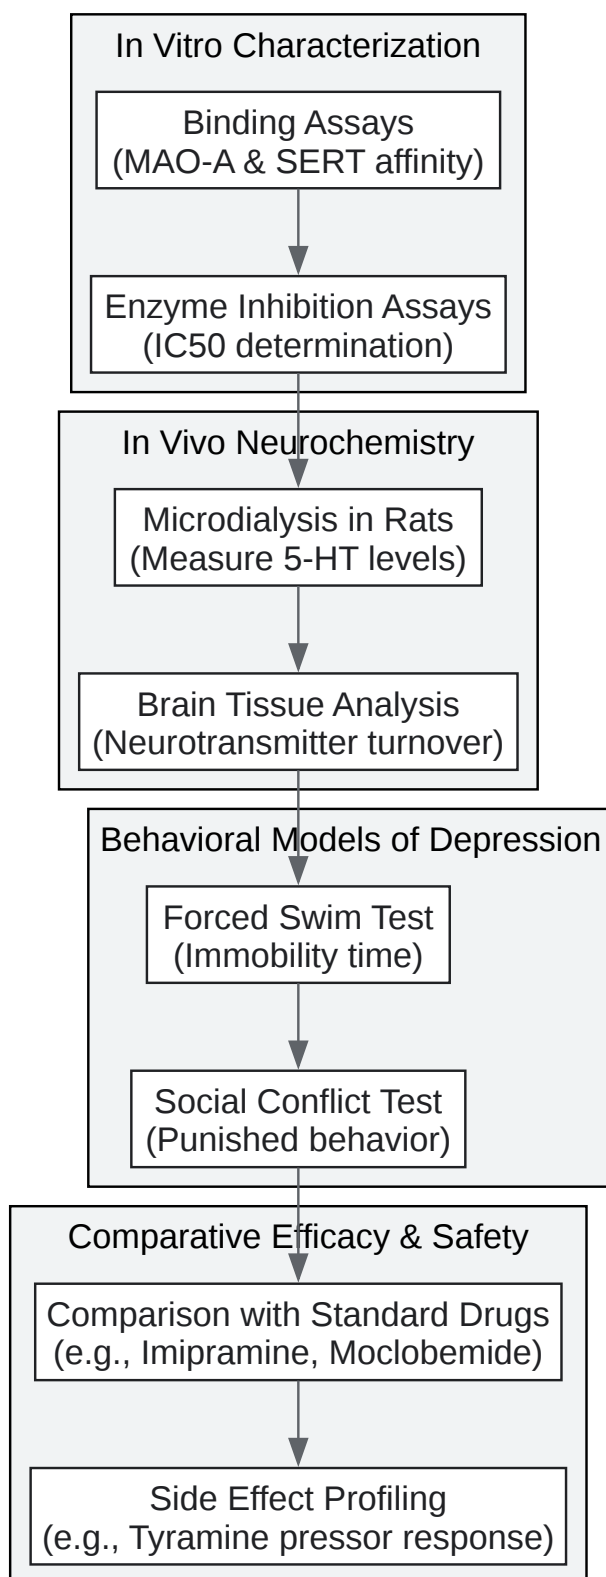 In Vitro Characterization
Binding Assays
(MAO-A & SERT affinity)
Enzyme Inhibition Assays
(IC50 determination)
In Vivo Neurochemistry
Microdialysis in Rats
(Measure 5-HT levels)
Brain Tissue Analysis
(Neurotransmitter turnover)
Behavioral Models of Depression
Forced Swim Test
(Immobility time)
Social Conflict Test
(Punished behavior)
Comparative Efficacy & Safety
Comparison with Standard Drugs
(e.g., Imipramine, Moclobemide)
Side Effect Profiling
(e.g., Tyramine pressor response)